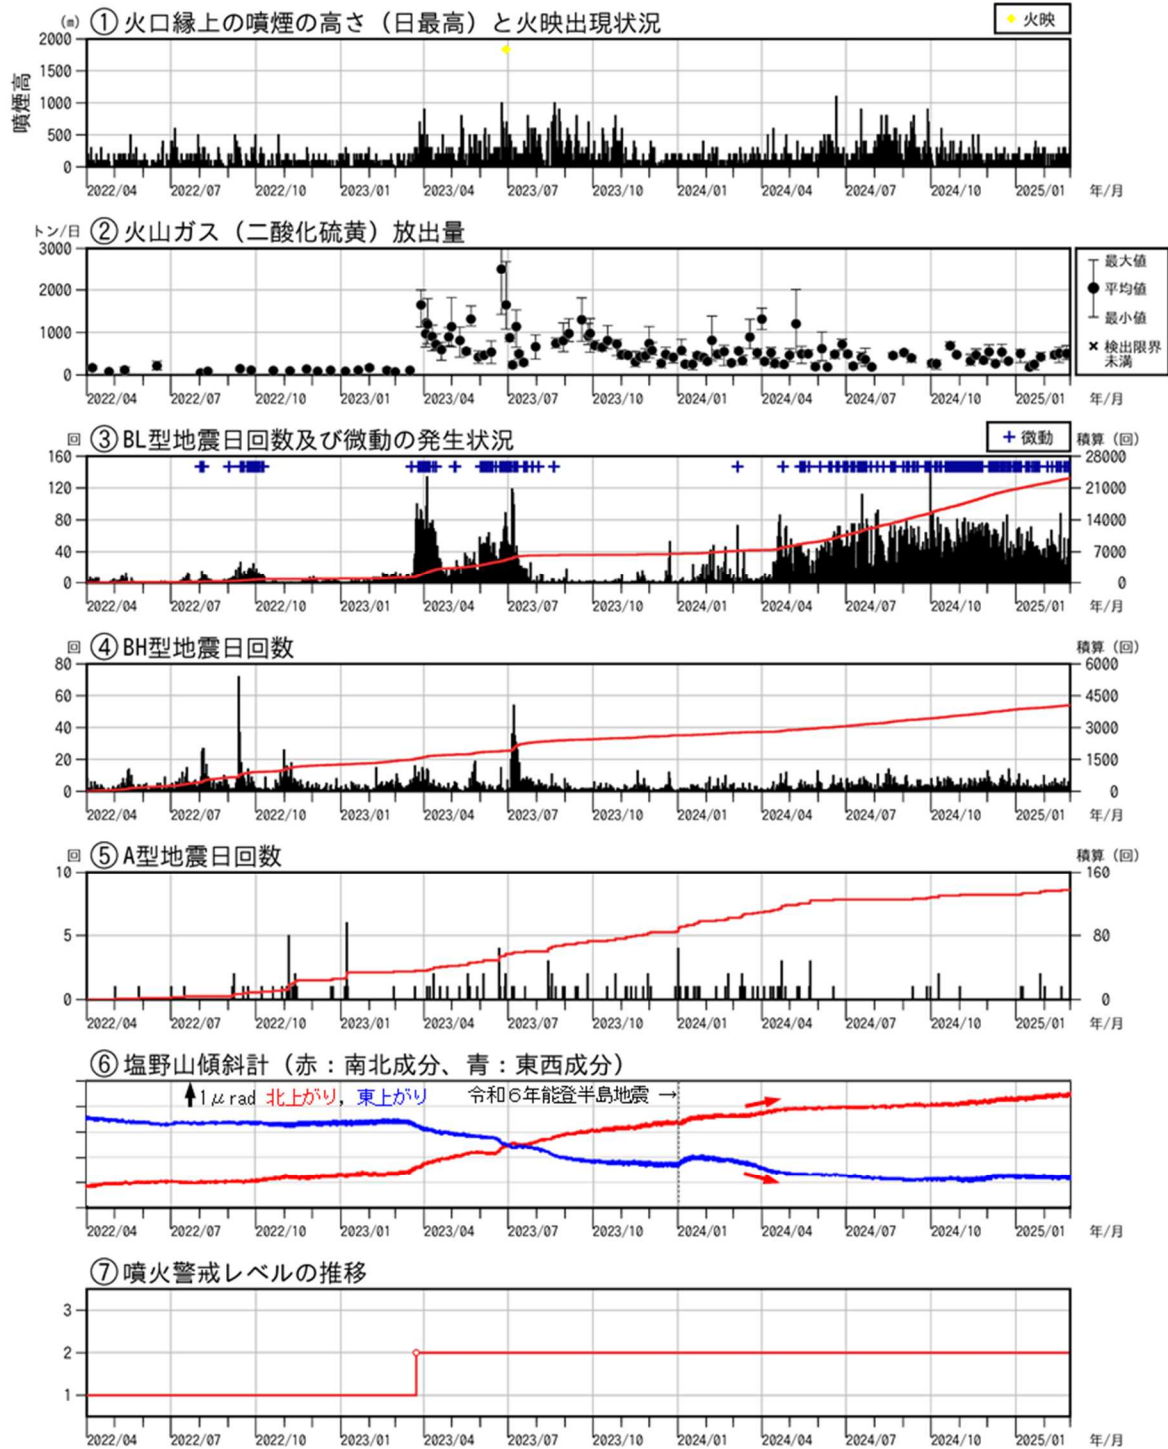 (m) ①火口縁上の噴煙の高さ（日最高）と火映出現状況
火映
噴煙高
2000
1500
1000
500
0
2022/04 2022/07 2022/10 2023/01 2023/04 2023/07 2023/10 2024/01 2024/04 2024/07 2024/10 2025/01 年/月
トン/日 ②火山ガス（二酸化硫黄）放出量
3000
2000
1000
0
最大値
平均値
最小値
検出限界
未満
2022/04 2022/07 2022/10 2023/01 2023/04 2023/07 2023/10 2024/01 2024/04 2024/07 2024/10 2025/01 年/月
回 ③BL型地震日回数及び微動の発生状況
+ 微動 積算（回）
160 28000
120 21000
80 14000
40 7000
0 0
2022/04 2022/07 2022/10 2023/01 2023/04 2023/07 2023/10 2024/01 2024/04 2024/07 2024/10 2025/01 年/月
回 ④BH型地震日回数 積算（回）
80 6000
60 4500
40 3000
20 1500
0 0
2022/04 2022/07 2022/10 2023/01 2023/04 2023/07 2023/10 2024/01 2024/04 2024/07 2024/10 2025/01 年/月
回 ⑤A型地震日回数 積算（回）
10 160
5 80
0 0
2022/04 2022/07 2022/10 2023/01 2023/04 2023/07 2023/10 2024/01 2024/04 2024/07 2024/10 2025/01 年/月
⑥塩野山傾斜計（赤：南北成分、青：東西成分）
1μrad 北上がり，東上がり 令和６年能登半島地震 →
2022/04 2022/07 2022/10 2023/01 2023/04 2023/07 2023/10 2024/01 2024/04 2024/07 2024/10 2025/01 年/月
⑦噴火警戒レベルの推移
3
2
1
2022/04 2022/07 2022/10 2023/01 2023/04 2023/07 2023/10 2024/01 2024/04 2024/07 2024/10 2025/01 年/月